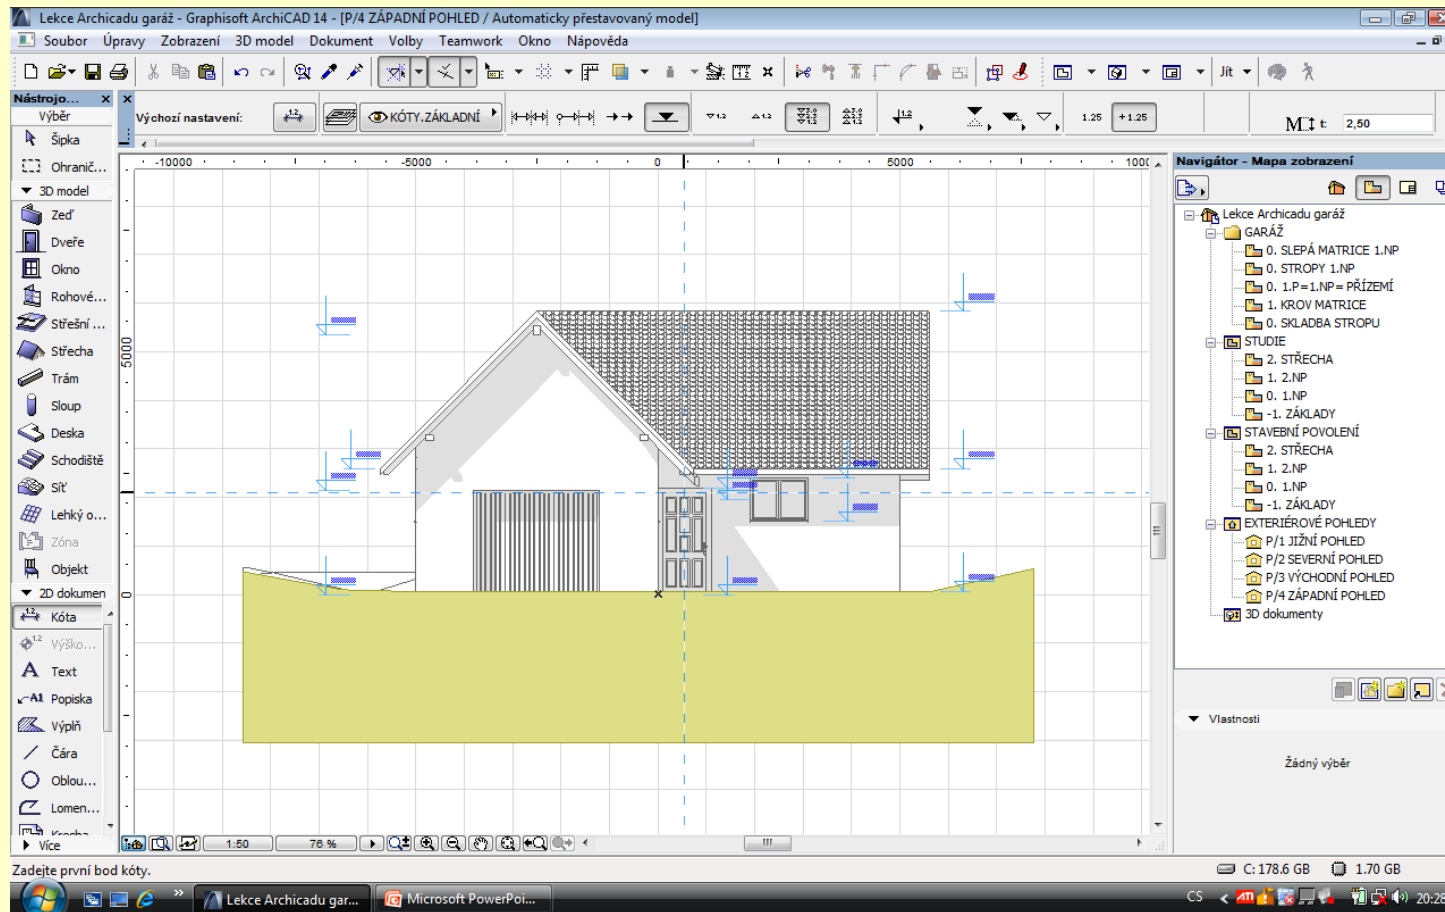 Lekce Archicadu garáž - Graphisoft ArchiCAD 14 - [P/4 ZÁPADNÍ POHLED / Automaticky přestavovaný model]
Soubor Úpravy Zobrazení 3D model Dokument Volby Teamwork Okno Nápověda
Jít
Nástrojo...
Výběr
Šipka
Ohranič...
3D model
Zeď
Dveře
Okno
Rohové...
Střešní ...
Střecha
Trám
Sloup
Deska
Schodiště
Síť
Lehký o...
Zóna
Objekt
2D dokumen
Kóta
Výško...
Text
Popiska
Výplň
Čára
Oblou...
Lomen...
Více
Výchozí nastavení:
KÓTY.ZÁKLADNÍ
1.25
+1.25
M
t:
2,50
-10000
-5000
0
5000
1000
5000
0
1:50
76 %
Navigátor - Mapa zobrazení
Lekce Archicadu garáž
GARÁŽ
0. SLEPÁ MATRICE 1.NP
0. STROPY 1.NP
0. 1.P=1.NP= PŘÍZEMÍ
1. KROV MATRICE
0. SKLADBA STROPU
STUDIE
2. STŘECHA
1. 2.NP
0. 1.NP
-1. ZÁKLADY
STAVEBNÍ POVOLENÍ
2. STŘECHA
1. 2.NP
0. 1.NP
-1. ZÁKLADY
EXTERIÉROVÉ POHLEDY
P/1 JIŽNÍ POHLED
P/2 SEVERNÍ POHLED
P/3 VÝCHODNÍ POHLED
P/4 ZÁPADNÍ POHLED
3D dokumenty
Vlastnosti
Žádný výběr
Zadejte první bod kóty.
C: 178.6 GB
1.70 GB
Lekce Archicadu gar...
Microsoft PowerPoi...
CS
20:28